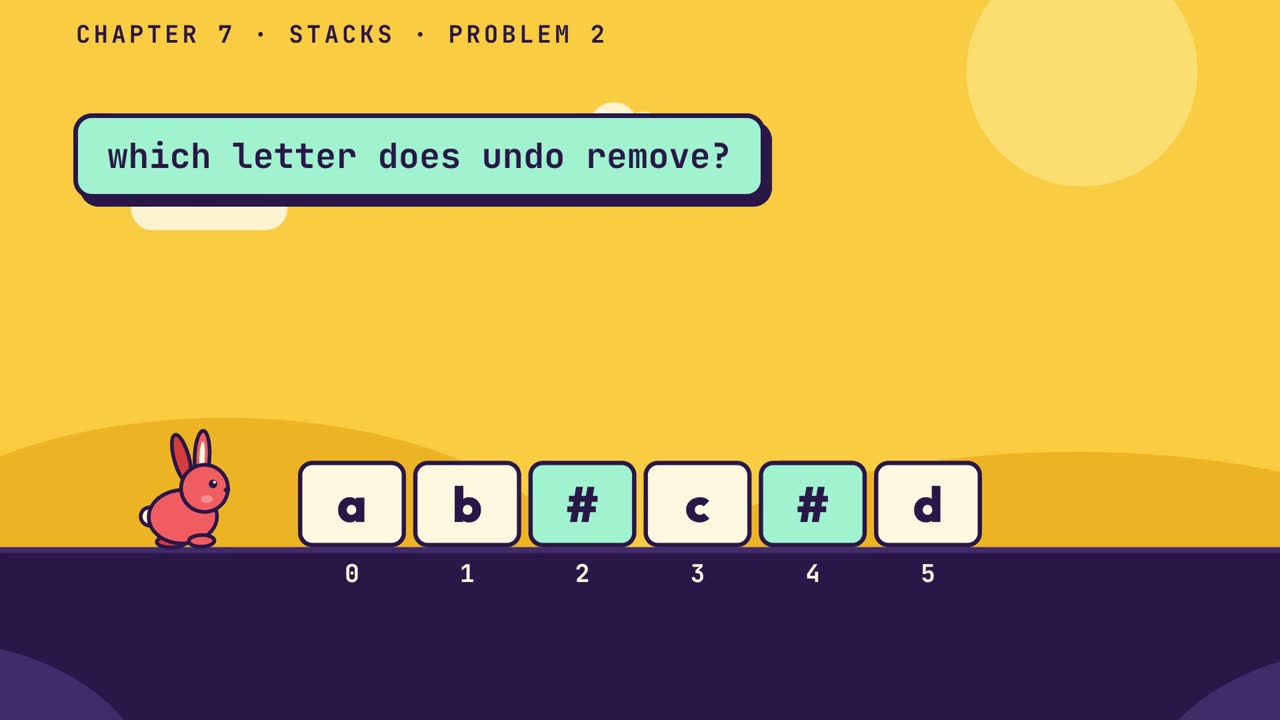 CHAPTER 7 · STACKS · PROBLEM 2
which letter does undo remove?
a b # c # d
0 1 2 3 4 5